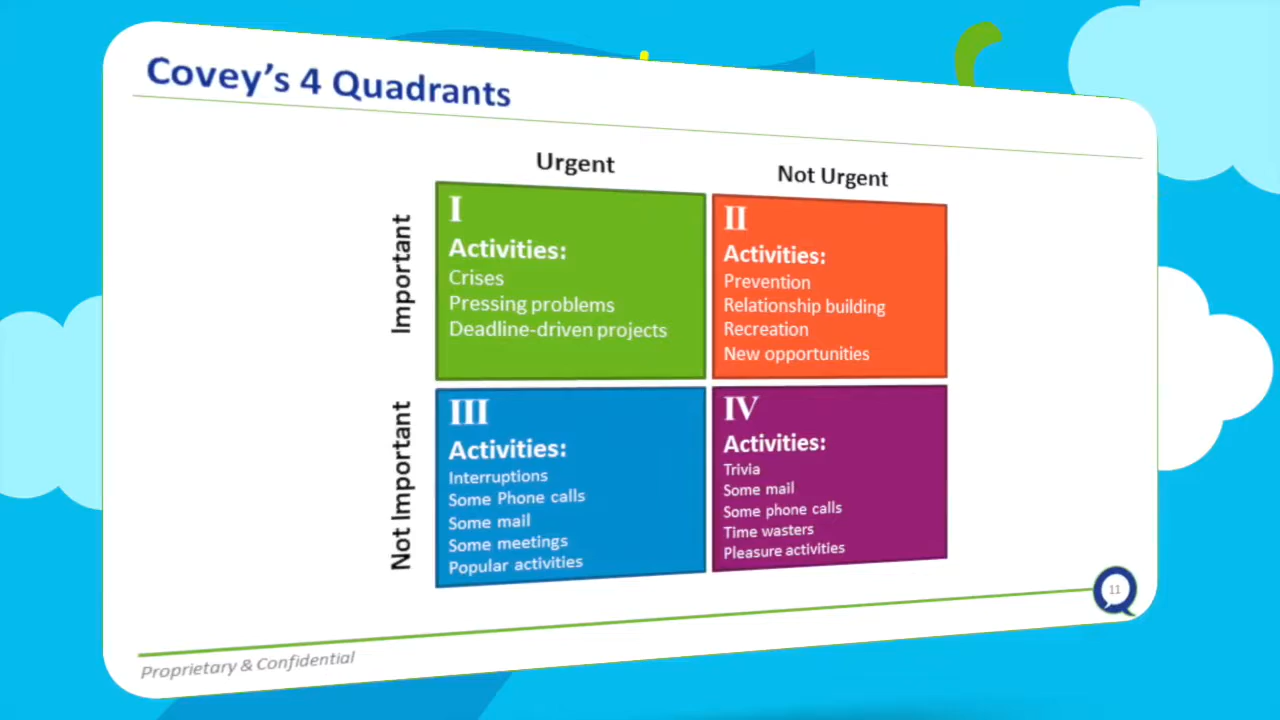 Covey's 4 Quadrants
Urgent
Not Urgent
Important
I
Activities:
Crises
Pressing problems
Deadline-driven projects
II
Activities:
Prevention
Relationship building
Recreation
New opportunities
Not Important
III
Activities:
Interruptions
Some Phone calls
Some mail
Some meetings
Popular activities
IV
Activities:
Trivia
Some mail
Some phone calls
Time wasters
Pleasure activities
11
Proprietary & Confidential